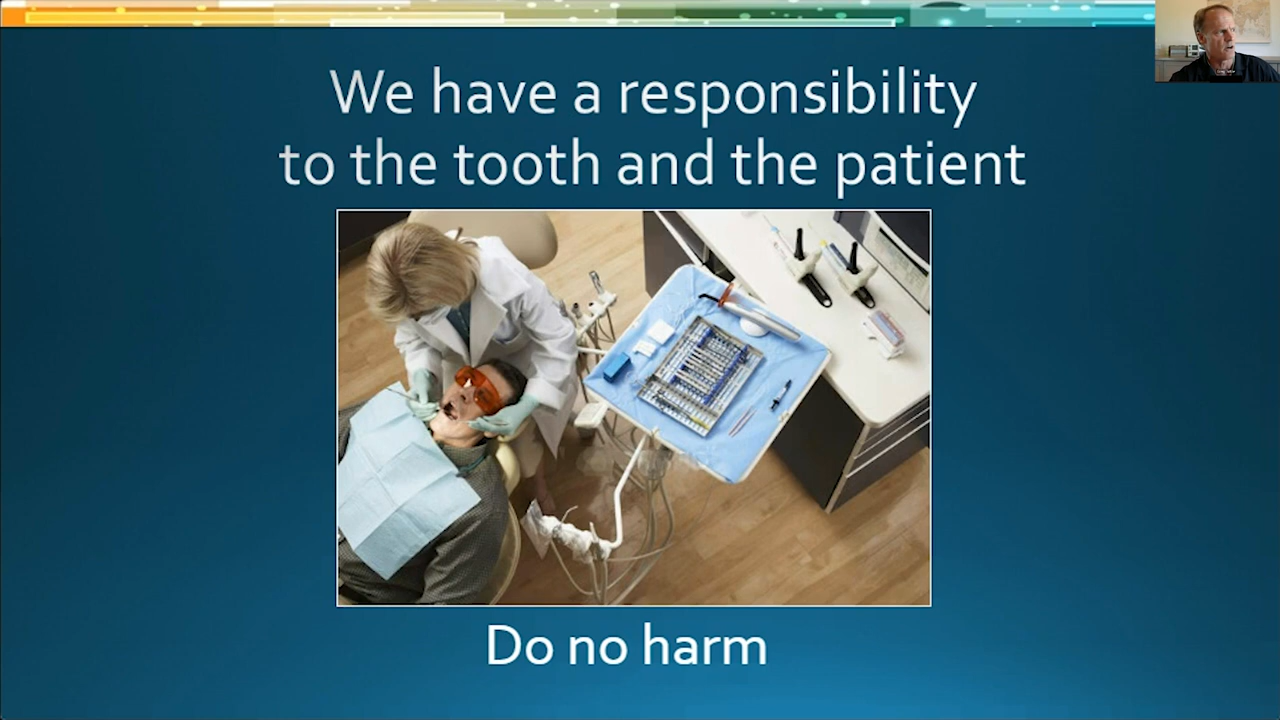 We have a responsibility
to the tooth and the patient
Do no harm